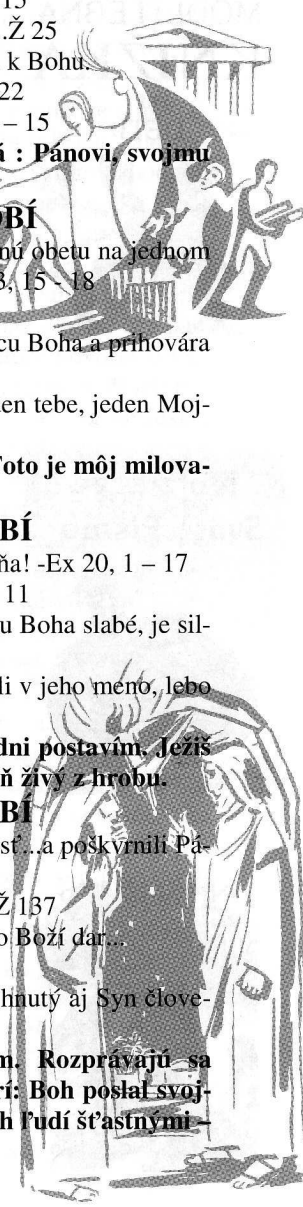 15
.Ž 25
k Bohu.
22
– 15
á : Pánovi, svojmu
OBÍ
nú obetu na jednom
3, 15 - 18
cu Boha a prihovára
den tebe, jeden Moj-
Toto je môj milova-
BÍ
ňa! -Ex 20, 1 – 17
11
u Boha slabé, je sil-
li v jeho meno, lebo
dni postavím. Ježiš
ň živý z hrobu.
BÍ
sť...a poškvrnili Pá-
Ž 137
o Boží dar...
hnutý aj Syn člove-
m. Rozprávajú sa
rí: Boh poslal svoj-
h ľudí šťastnými –